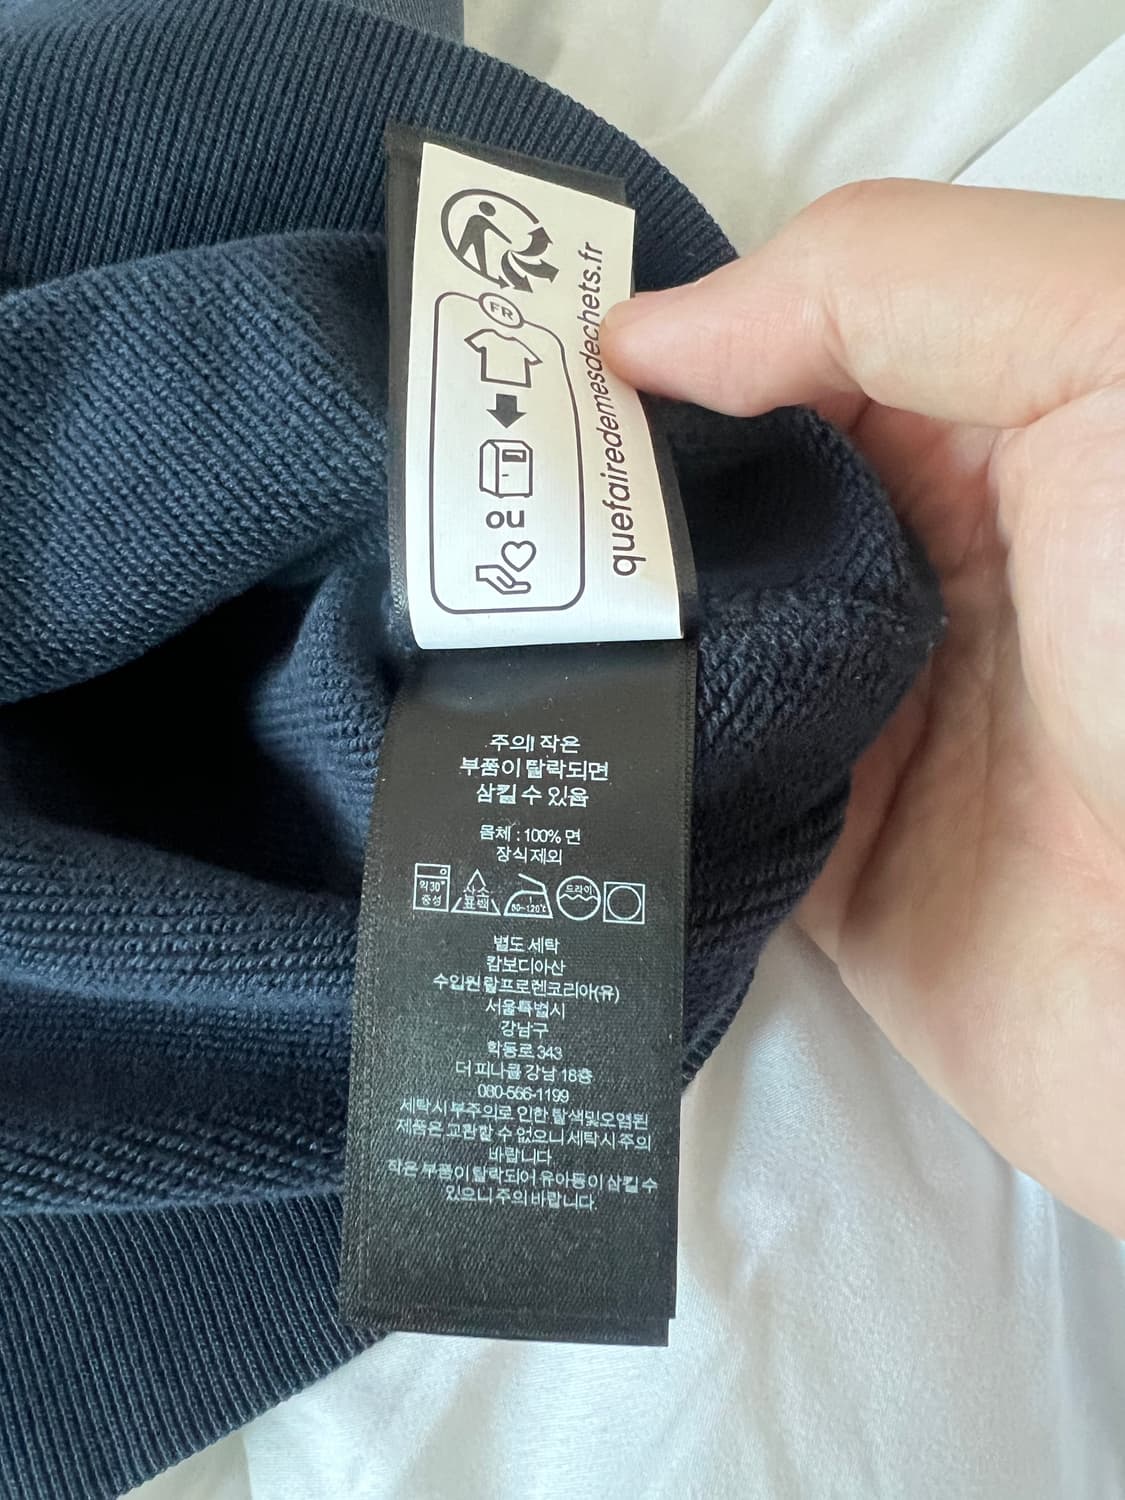 FR
ou
quefairedemesdechets.fr
주의! 작은
부품이 탈락되면
삼킬 수 있음
몸체 : 100% 면
장식 제외
약30°
중성
산소
표백
80~120℃
드라이
별도 세탁
캄보디아산
수입원 랄프로렌코리아(유)
서울특별시
강남구
학동로 343
더 피나클 강남 18층
080-566-1199
세탁시 부주의로 인한 탈색및오염된
제품은 교환할 수 없으니 세탁시 주의
바랍니다
작은 부품이 탈락되어 유아등이 삼킬 수
있으니 주의 바랍니다.